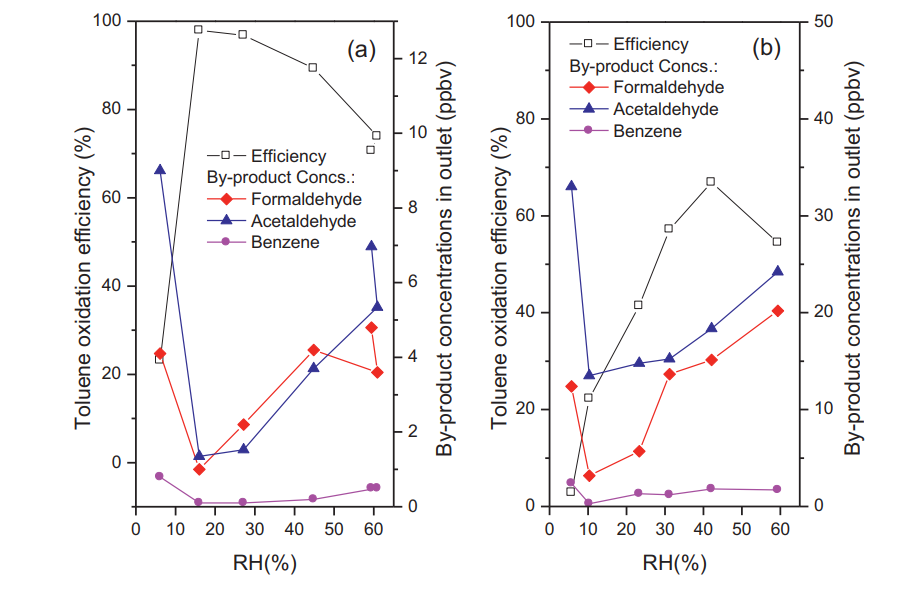 (a)
Toluene oxidation efficiency (%)
100
80
60
40
20
0
Efficiency
By-product Concs.:
Formaldehyde
Acetaldehyde
Benzene
12
10
8
6
4
2
0
By-product concentrations in outlet (ppbv)
0 10 20 30 40 50 60
RH(%)
(b)
Toluene oxidation efficiency (%)
100
80
60
40
20
0
Efficiency
By-product Concs.:
Formaldehyde
Acetaldehyde
Benzene
50
40
30
20
10
0
By-product concentrations in outlet (ppbv)
0 10 20 30 40 50 60
RH(%)